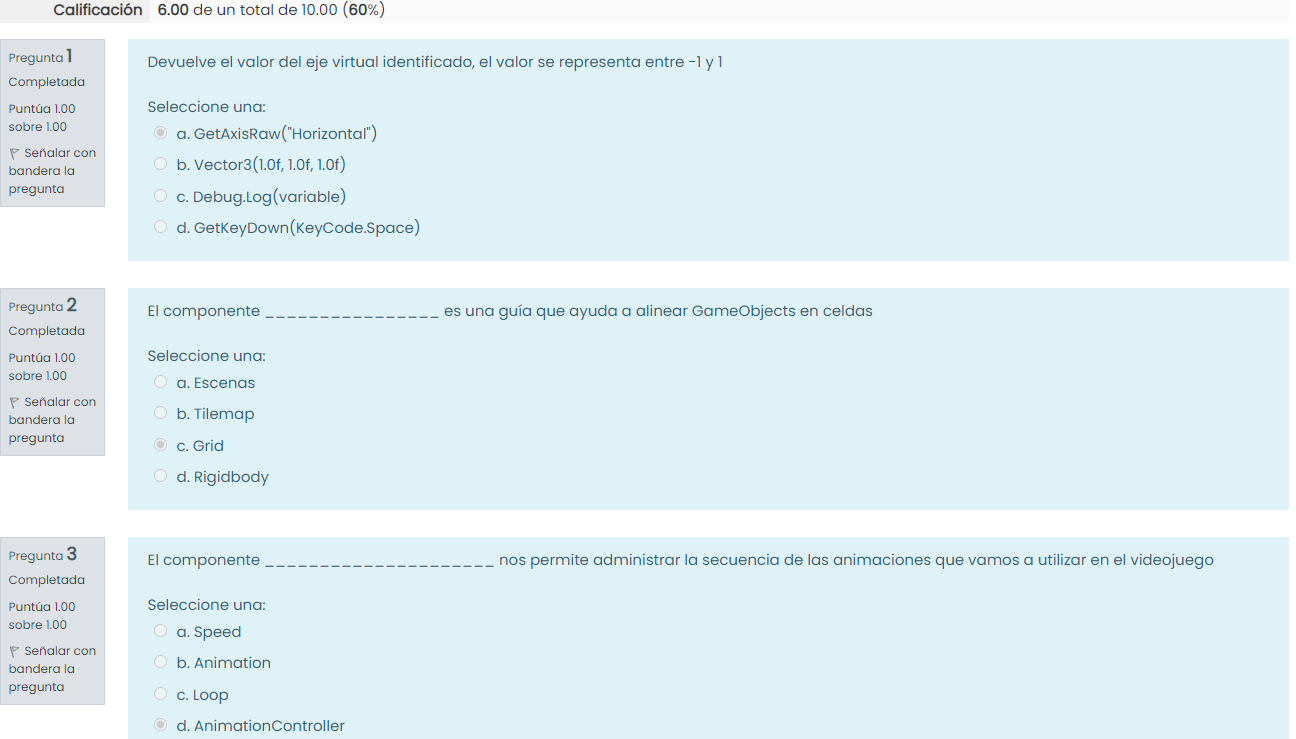 Calificación 6.00 de un total de 10.00 (60%)
Pregunta 1
Completada
Puntúa 1.00
sobre 1.00
Señalar con
bandera la
pregunta
Devuelve el valor del eje virtual identificado, el valor se representa entre -1 y 1
Seleccione una:
a. GetAxisRaw("Horizontal")
b. Vector3(1.0f, 1.0f, 1.0f)
c. Debug.Log(variable)
d. GetKeyDown(KeyCode.Space)
Pregunta 2
Completada
Puntúa 1.00
sobre 1.00
Señalar con
bandera la
pregunta
El componente ________________ es una guía que ayuda a alinear GameObjects en celdas
Seleccione una:
a. Escenas
b. Tilemap
c. Grid
d. Rigidbody
Pregunta 3
Completada
Puntúa 1.00
sobre 1.00
Señalar con
bandera la
pregunta
El componente _____________________ nos permite administrar la secuencia de las animaciones que vamos a utilizar en el videojuego
Seleccione una:
a. Speed
b. Animation
c. Loop
d. AnimationController